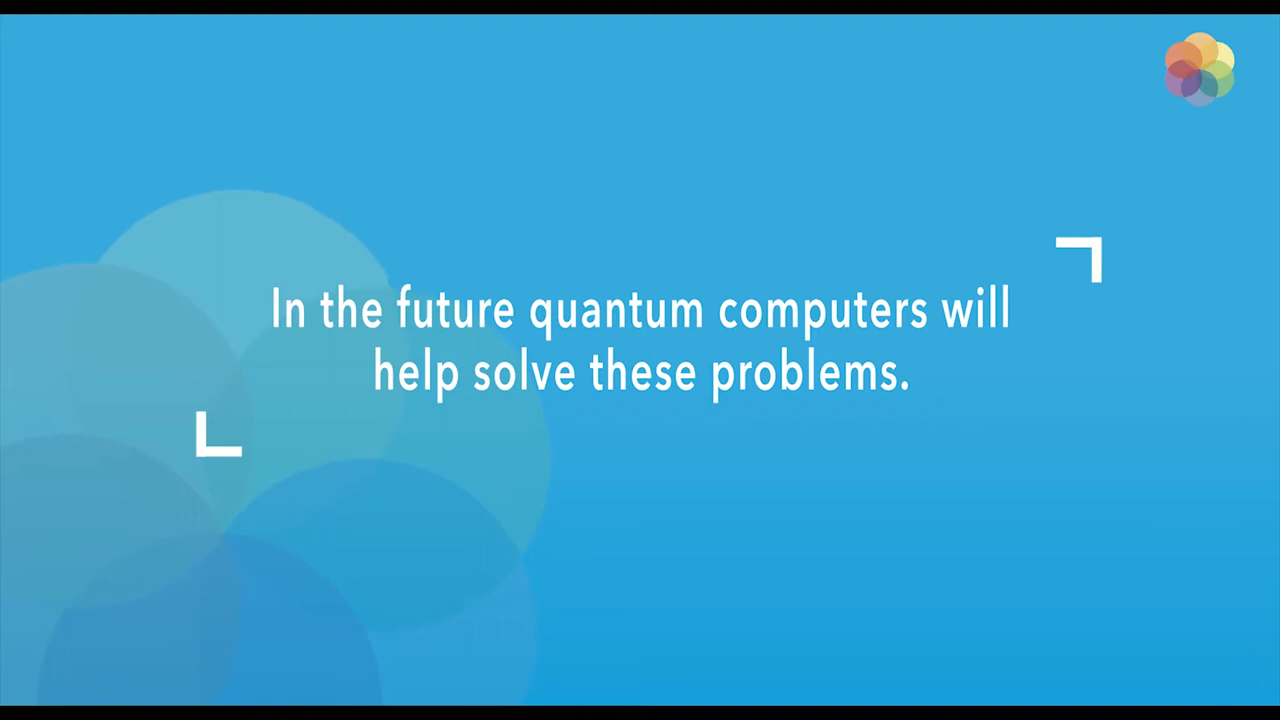 In the future quantum computers will
help solve these problems.